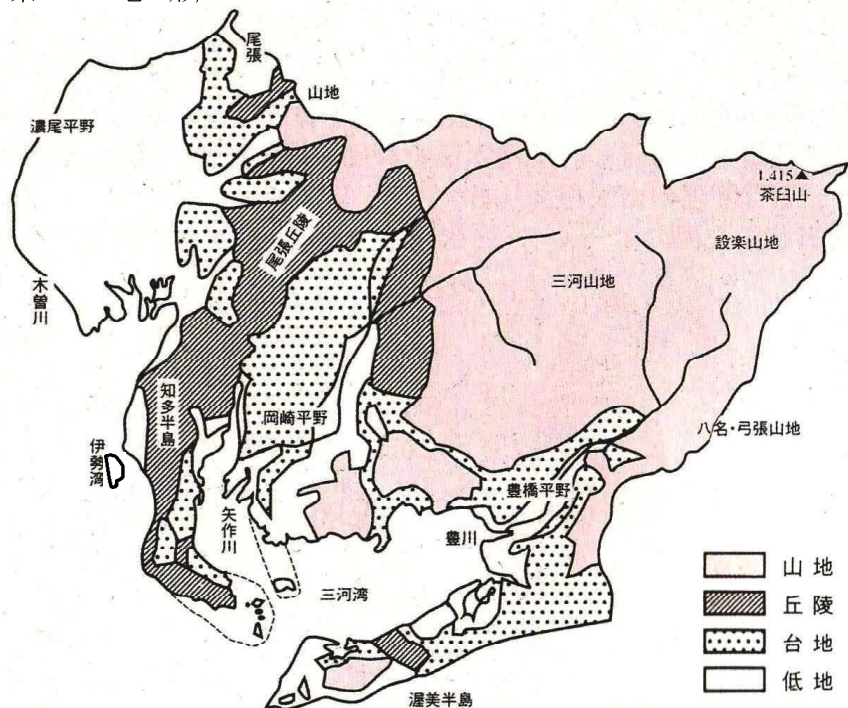 尾張
山地
濃尾平野
1,415▲
茶臼山
尾張丘陵
設楽山地
三河山地
木曽川
知多半島
岡崎平野
八名・弓張山地
伊勢湾
豊橋平野
矢作川
豊川
三河湾
渥美半島
山地
丘陵
台地
低地